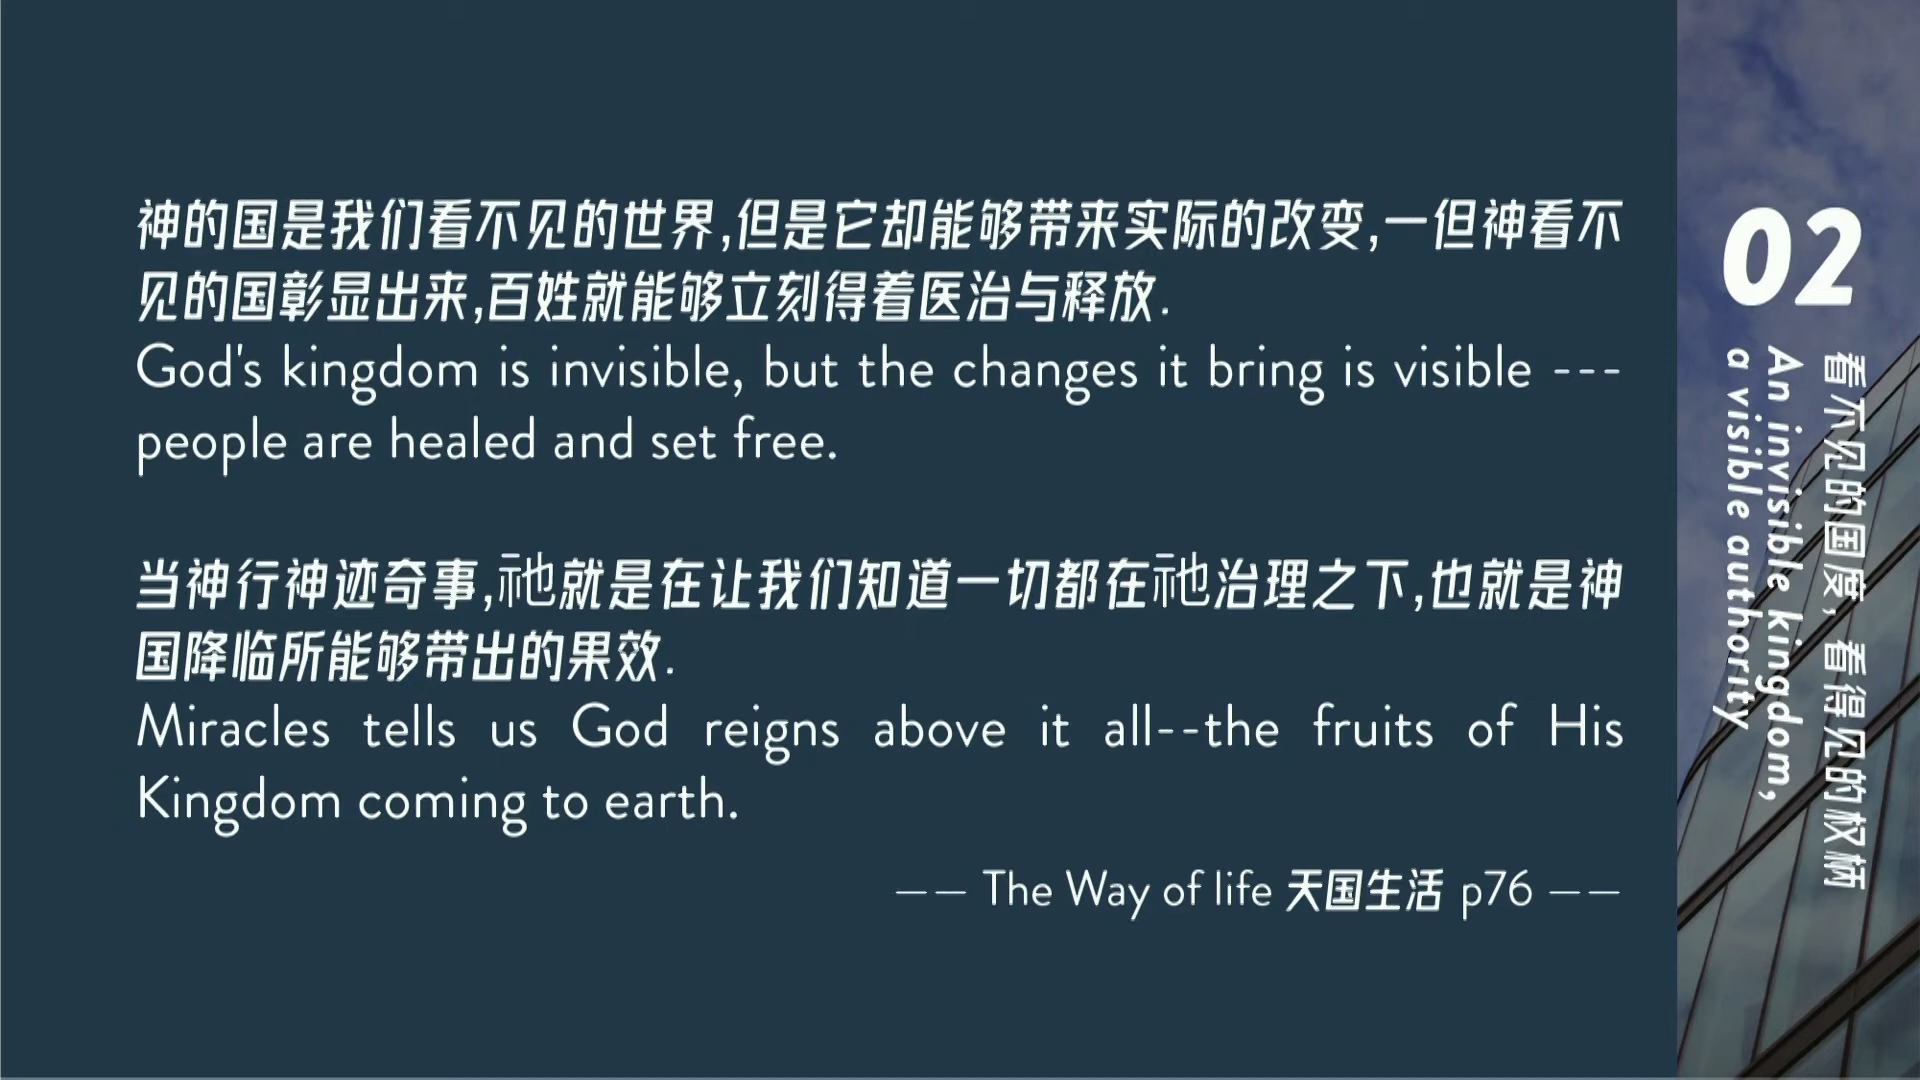 神的国是我们看不见的世界,但是它却能够带来实际的改变,一但神看不
见的国彰显出来,百姓就能够立刻得着医治与释放.
God's kingdom is invisible, but the changes it bring is visible ---
people are healed and set free.
当神行神迹奇事,祂就是在让我们知道一切都在祂治理之下,也就是神
国降临所能够带出的果效.
Miracles tells us God reigns above it all--the fruits of His
Kingdom coming to earth.
—— The Way of life 天国生活 p76 ——
02
看不见的国度, 看得见的权柄
An invisible kingdom,
a visible authority